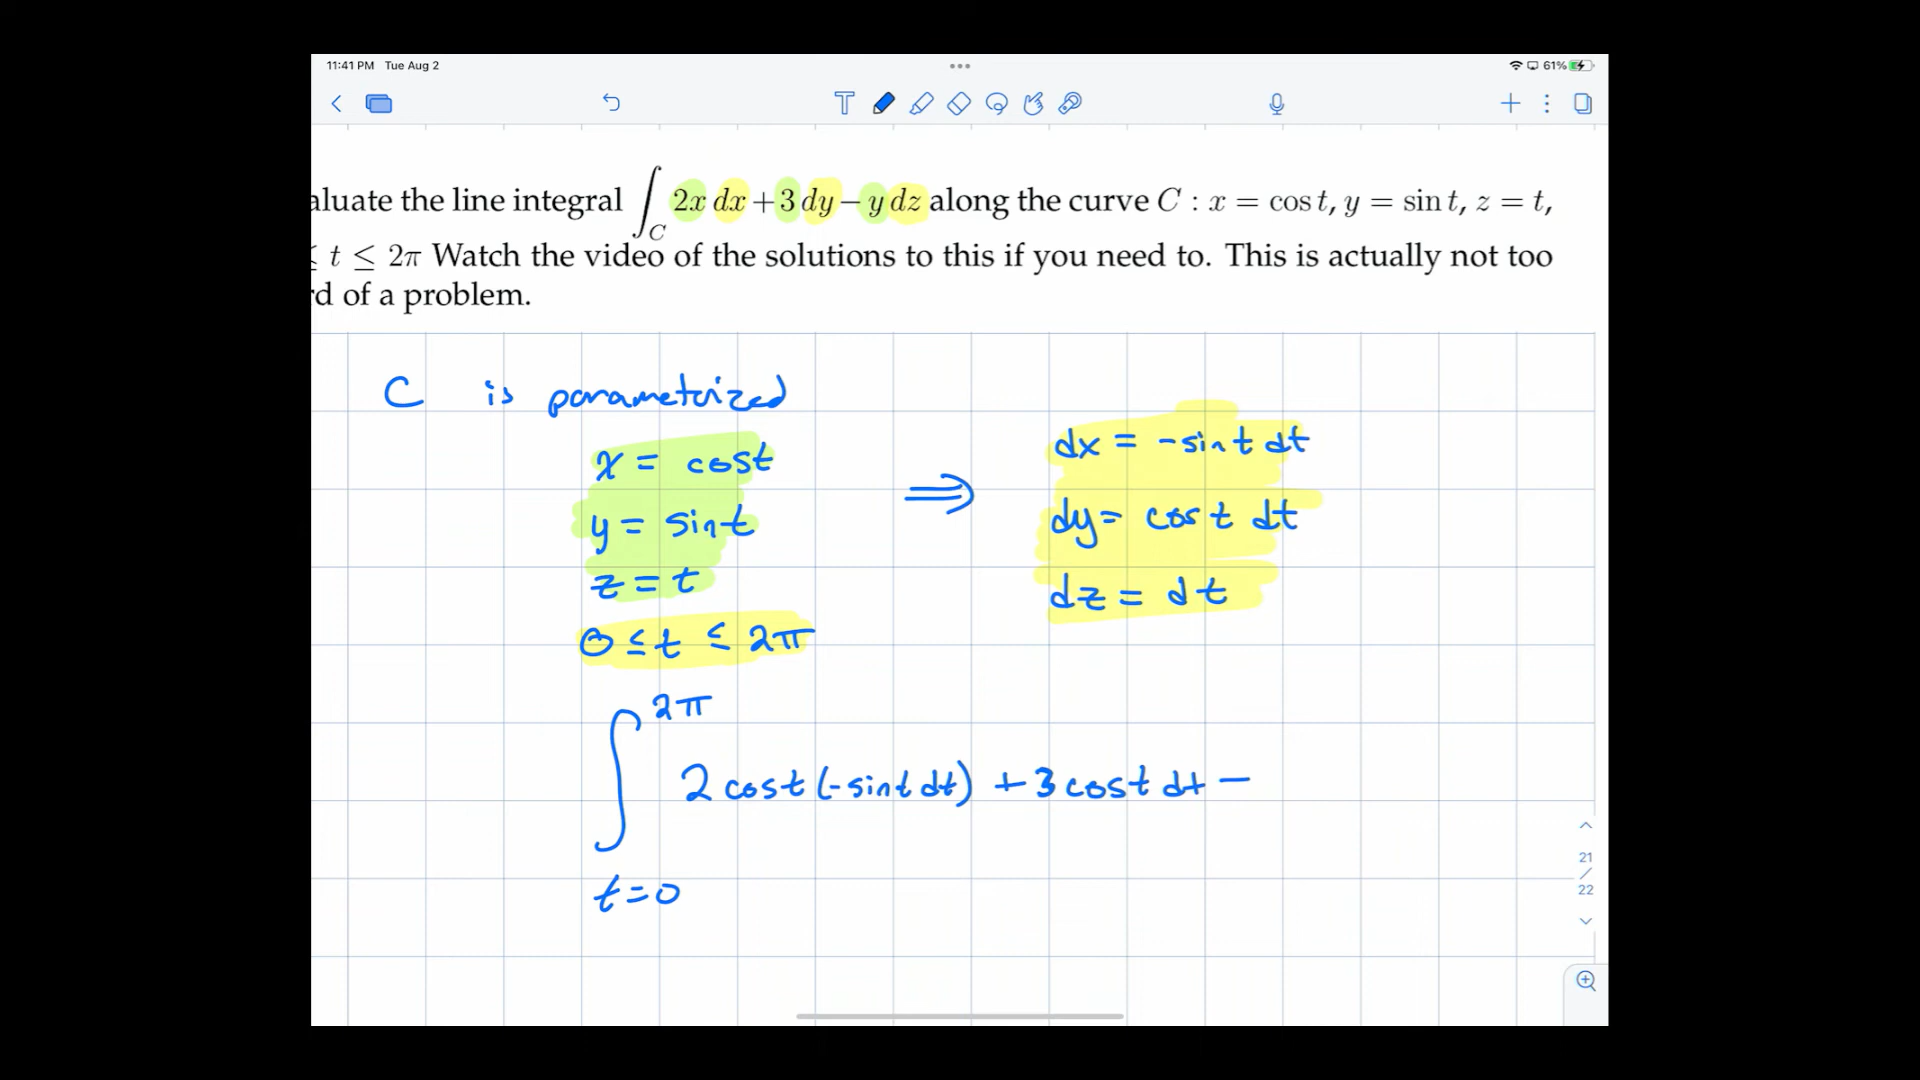 11:41 PM Tue Aug 2
61%
aluate the line integral ∫_C 2x dx + 3 dy − y dz along the curve C : x = cos t, y = sin t, z = t,
≤ t ≤ 2π Watch the video of the solutions to this if you need to. This is actually not too
rd of a problem.
C is parametrized
x = cost
y = sint
z = t
0 ≤ t ≤ 2π
⟹
dx = -sint dt
dy = cos t dt
dz = dt
∫_{t=0}^{2π} 2 cost (-sint dt) + 3 cost dt −
21
/
22